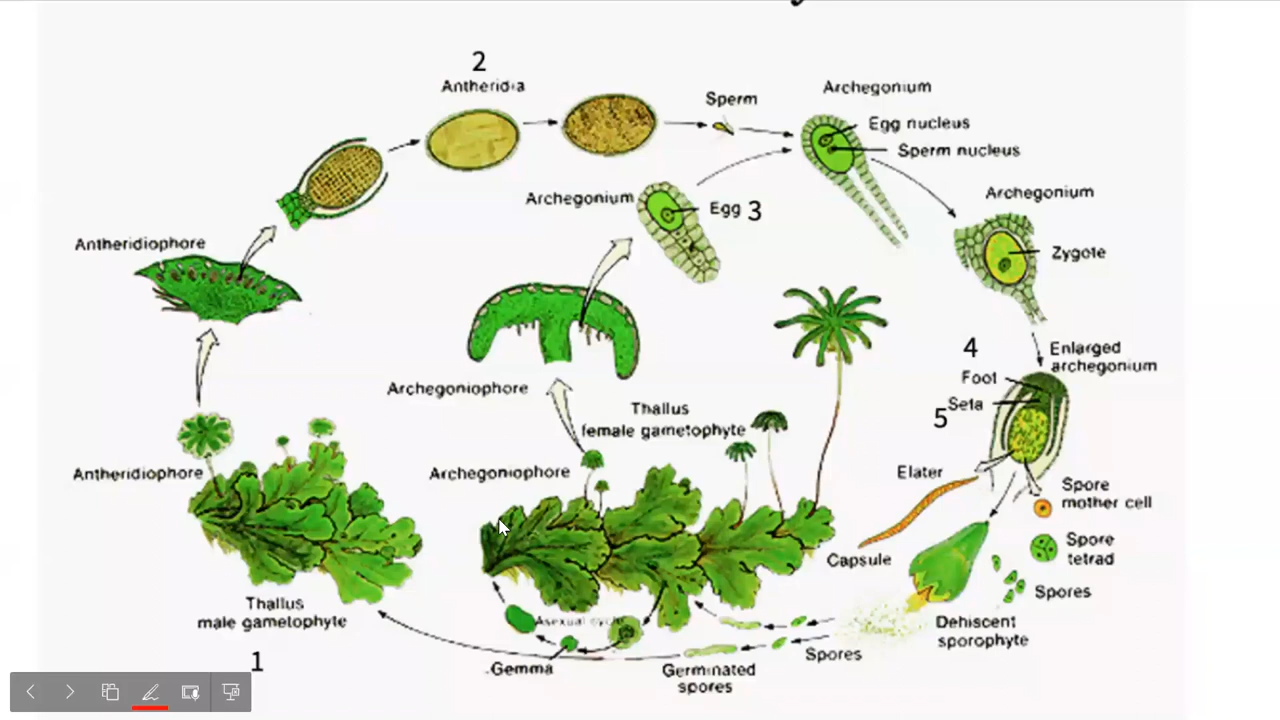 2
Antheridia
Sperm
Archegonium
Egg nucleus
Sperm nucleus
Archegonium
Egg 3
Archegonium
Zygote
Antheridiophore
4
Enlarged
archegonium
Foot
Seta
5
Archegoniophore
Thallus
female gametophyte
Antheridiophore
Archegoniophore
Elater
Spore
mother cell
Capsule
Spore
tetrad
Spores
Thallus
male gametophyte
Asexual cycle
Dehiscent
sporophyte
Gemma
Germinated
spores
Spores
1